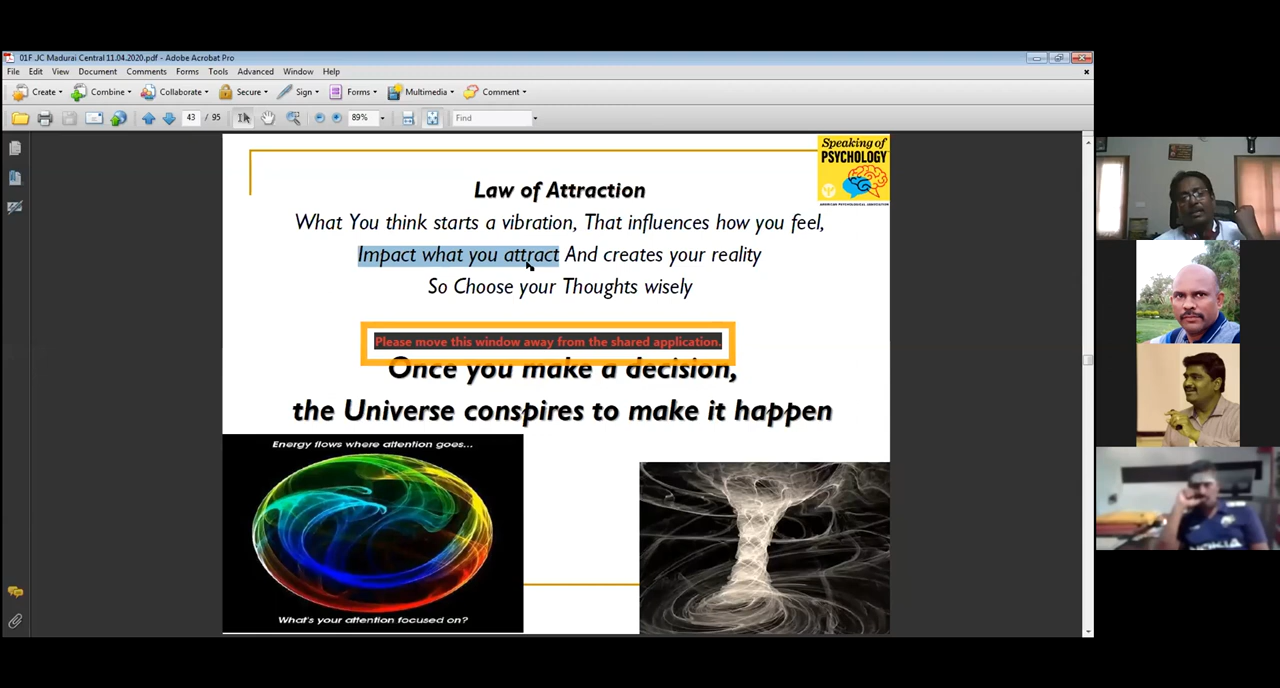 01F JC Madurai Central 11.04.2020.pdf - Adobe Acrobat Pro
File Edit View Document Comments Forms Tools Advanced Window Help
Create Combine Collaborate Secure Sign Forms Multimedia Comment
43 / 95 89% Find
Speaking of
PSYCHOLOGY
AMERICAN PSYCHOLOGICAL ASSOCIATION
Law of Attraction
What You think starts a vibration, That influences how you feel,
Impact what you attract And creates your reality
So Choose your Thoughts wisely
Please move this window away from the shared application.
Once you make a decision,
the Universe conspires to make it happen
Energy flows where attention goes...
What's your attention focused on?
NOKIA